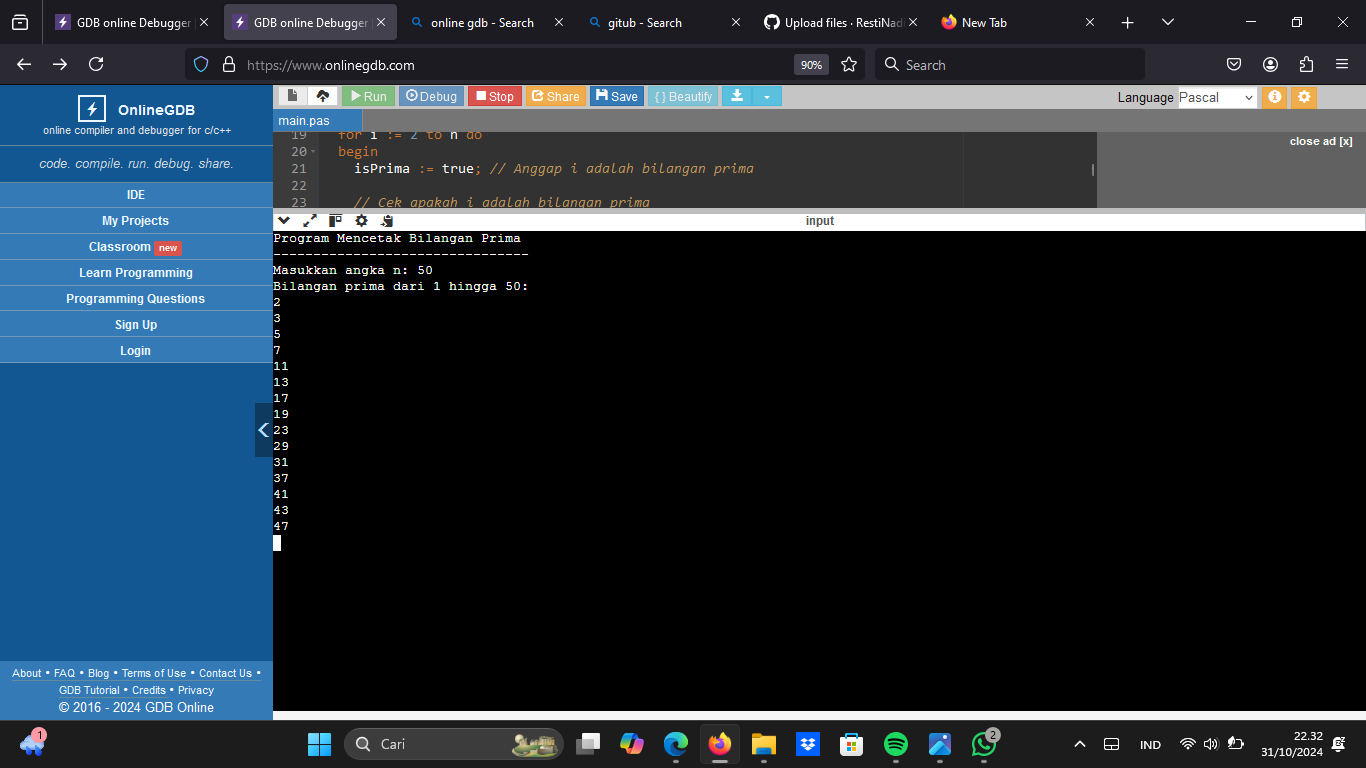 GDB online Debugger
GDB online Debugger
online gdb - Search
gitub - Search
Upload files · RestiNadi
New Tab
https://www.onlinegdb.com
90%
Search
OnlineGDB
online compiler and debugger for c/c++
code. compile. run. debug. share.
IDE
My Projects
Classroom new
Learn Programming
Programming Questions
Sign Up
Login
About • FAQ • Blog • Terms of Use • Contact Us •
GDB Tutorial • Credits • Privacy
© 2016 - 2024 GDB Online
Run Debug Stop Share Save { } Beautify
Language Pascal
main.pas
close ad [x]
19 for i := 2 to n do
20 begin
21 isPrima := true; // Anggap i adalah bilangan prima
22
23 // Cek apakah i adalah bilangan prima
input
Program Mencetak Bilangan Prima
--------------------------------
Masukkan angka n: 50
Bilangan prima dari 1 hingga 50:
2
3
5
7
11
13
17
19
23
29
31
37
41
43
47
1
Cari
2
IND
22.32
31/10/2024